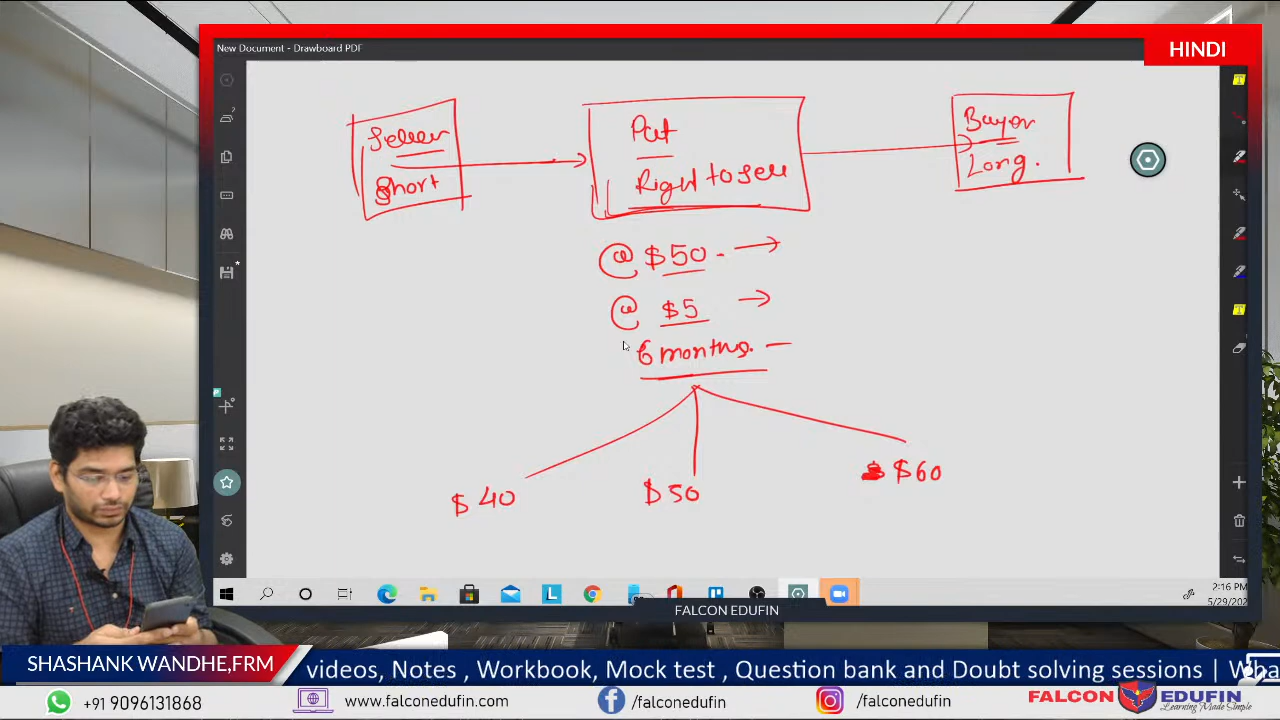 New Document - Drawboard PDF
HINDI
Seller
Short
Put
Right to sell
Buyer
Long.
@ $50
@ $5
6 months.
$ 40
$ 50
$ 60
2:16 PM
FALCON EDUFIN
SHASHANK WANDHE,FRM
videos, Notes , Workbook, Mock test , Question bank and Doubt solving sessions |
+91 9096131868
www.falconedufin.com
/falconedufin
/falconedufin
FALCON EDUFIN
Learning Made Simple